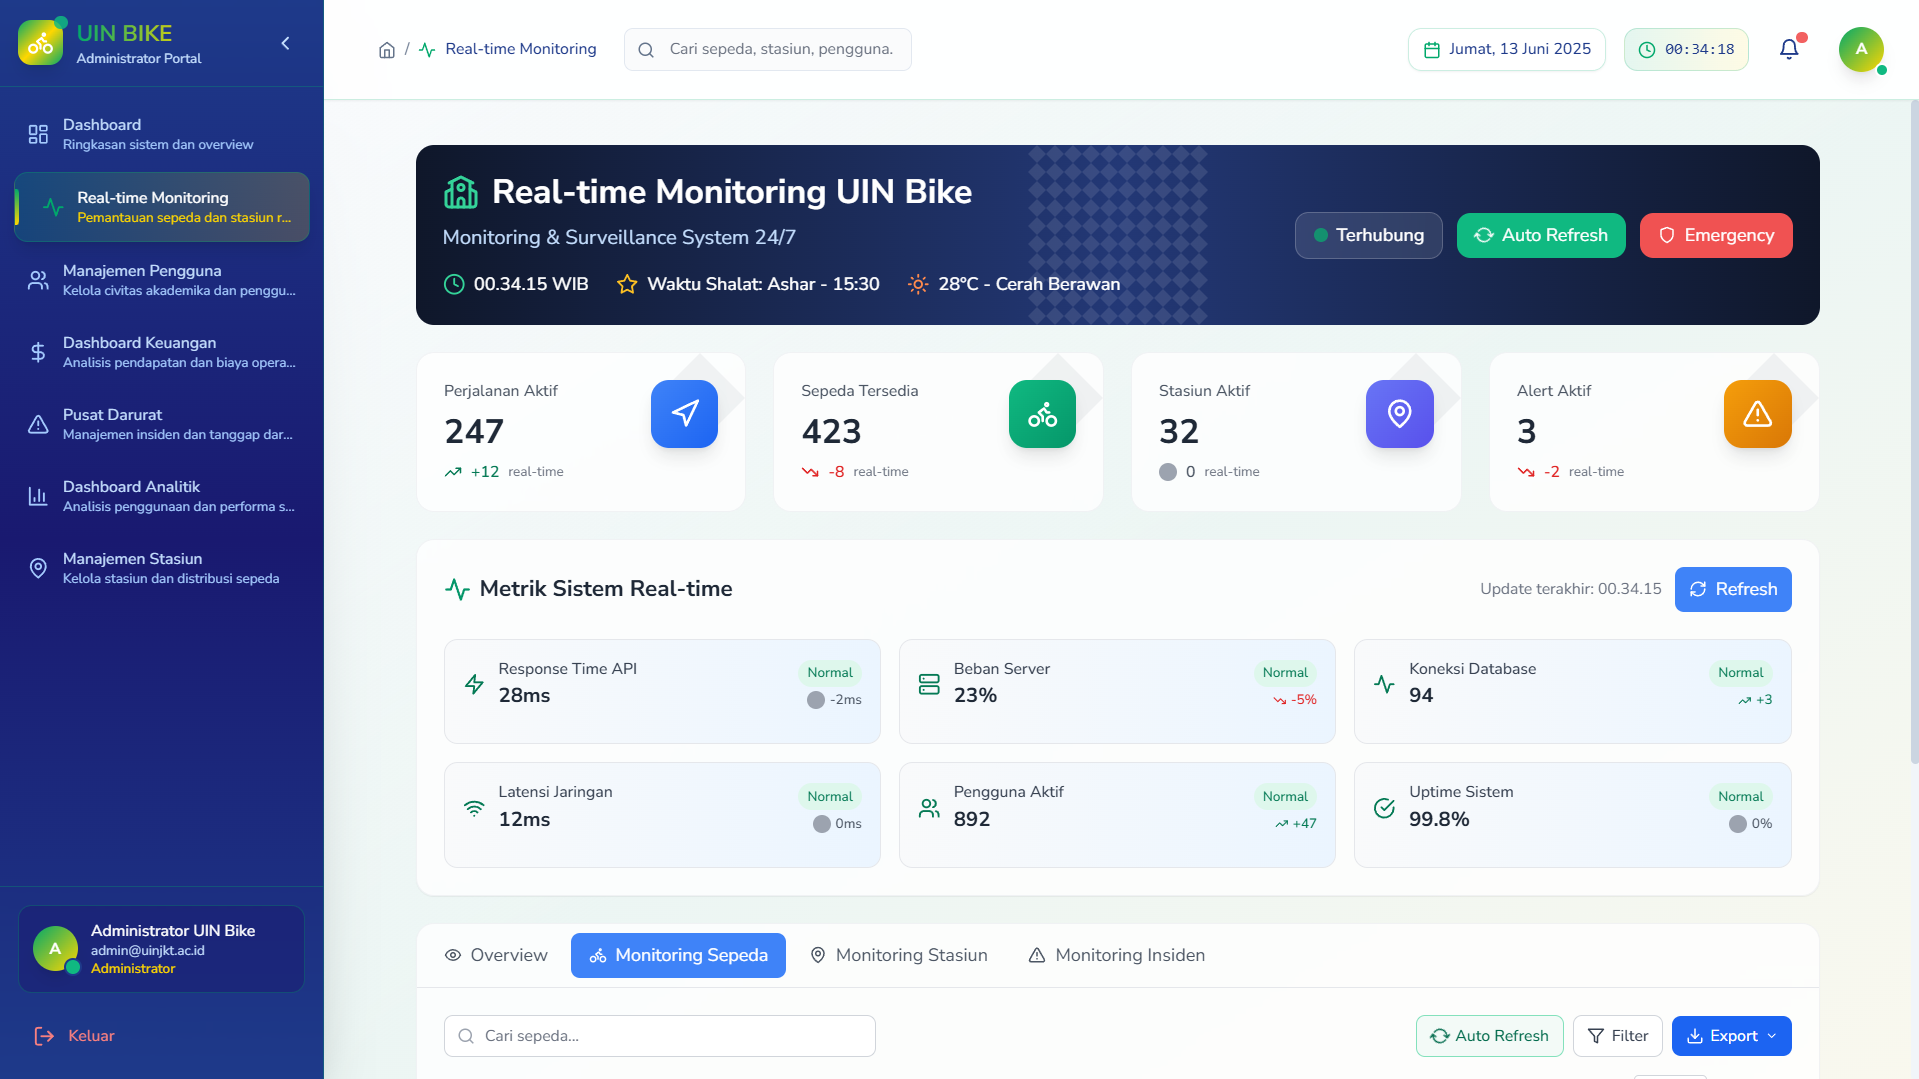 UIN BIKE
Administrator Portal
Dashboard
Ringkasan sistem dan overview
Real-time Monitoring
Pemantauan sepeda dan stasiun r...
Manajemen Pengguna
Kelola civitas akademika dan penggu...
Dashboard Keuangan
Analisis pendapatan dan biaya opera...
Pusat Darurat
Manajemen insiden dan tanggap dar...
Dashboard Analitik
Analisis penggunaan dan performa s...
Manajemen Stasiun
Kelola stasiun dan distribusi sepeda
A
Administrator UIN Bike
admin@uinjkt.ac.id
Administrator
Keluar
/ Real-time Monitoring
Cari sepeda, stasiun, pengguna.
Jumat, 13 Juni 2025
00:34:18
A
Real-time Monitoring UIN Bike
Monitoring & Surveillance System 24/7
00.34.15 WIB
Waktu Shalat: Ashar - 15:30
28°C - Cerah Berawan
Terhubung
Auto Refresh
Emergency
Perjalanan Aktif
247
+12 real-time
Sepeda Tersedia
423
-8 real-time
Stasiun Aktif
32
0 real-time
Alert Aktif
3
-2 real-time
Metrik Sistem Real-time
Update terakhir: 00.34.15
Refresh
Response Time API
28ms
Normal
-2ms
Beban Server
23%
Normal
-5%
Koneksi Database
94
Normal
+3
Latensi Jaringan
12ms
Normal
0ms
Pengguna Aktif
892
Normal
+47
Uptime Sistem
99.8%
Normal
0%
Overview
Monitoring Sepeda
Monitoring Stasiun
Monitoring Insiden
Cari sepeda...
Auto Refresh
Filter
Export